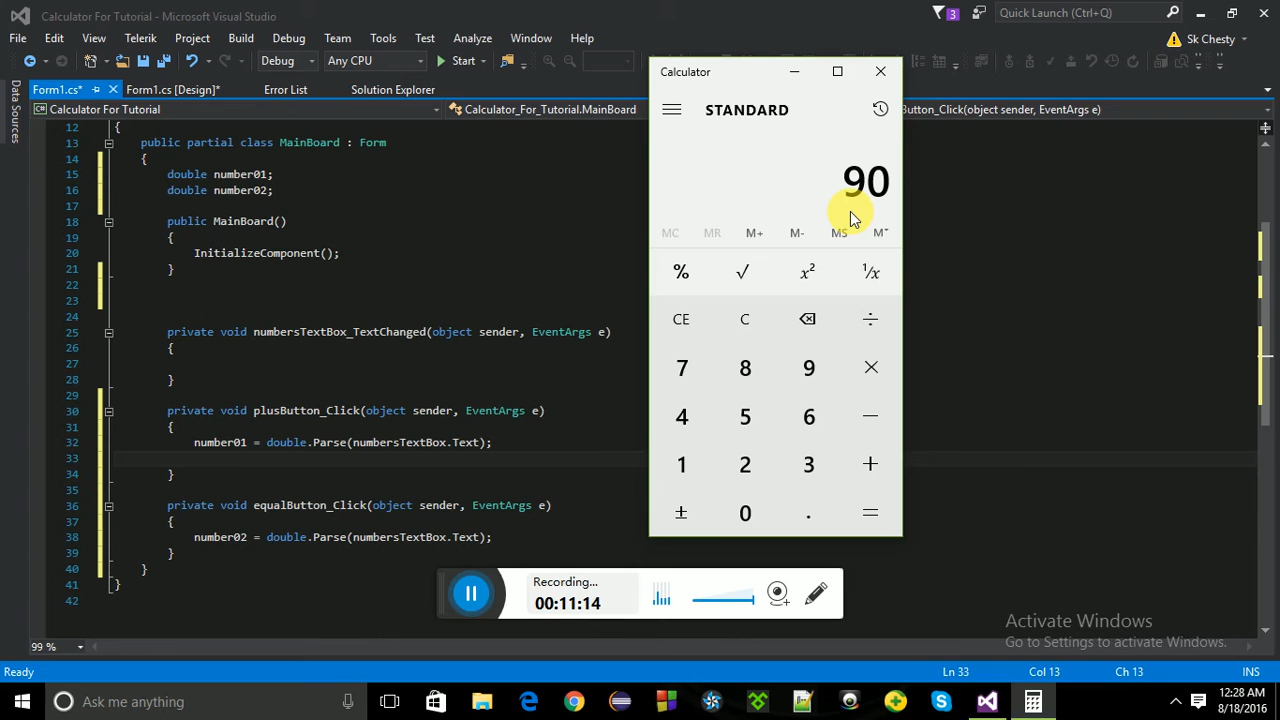 Calculator For Tutorial - Microsoft Visual Studio
3
Quick Launch (Ctrl+Q)
File Edit View Telerik Project Build Debug Team Tools Test Analyze Window Help
Sk Chesty
Debug Any CPU Start
Data Sources
Form1.cs* Form1.cs [Design]* Error List Solution Explorer
Calculator For Tutorial Calculator_For_Tutorial.MainBoard Button_Click(object sender, EventArgs e)
12 {
13 public partial class MainBoard : Form
14 {
15 double number01;
16 double number02;
17
18 public MainBoard()
19 {
20 InitializeComponent();
21 }
22
23
24
25 private void numbersTextBox_TextChanged(object sender, EventArgs e)
26 {
27
28 }
29
30 private void plusButton_Click(object sender, EventArgs e)
31 {
32 number01 = double.Parse(numbersTextBox.Text);
33
34 }
35
36 private void equalButton_Click(object sender, EventArgs e)
37 {
38 number02 = double.Parse(numbersTextBox.Text);
39 }
40 }
41 }
42
Calculator
STANDARD
90
MC MR M+ M- MS M˅
% √ x² ¹/x
CE C ÷
7 8 9 ×
4 5 6 −
1 2 3 +
± 0 . =
Recording...
00:11:14
Activate Windows
Go to Settings to activate Windows.
99 %
Ready Ln 33 Col 13 Ch 13 INS
Ask me anything
12:28 AM
8/18/2016